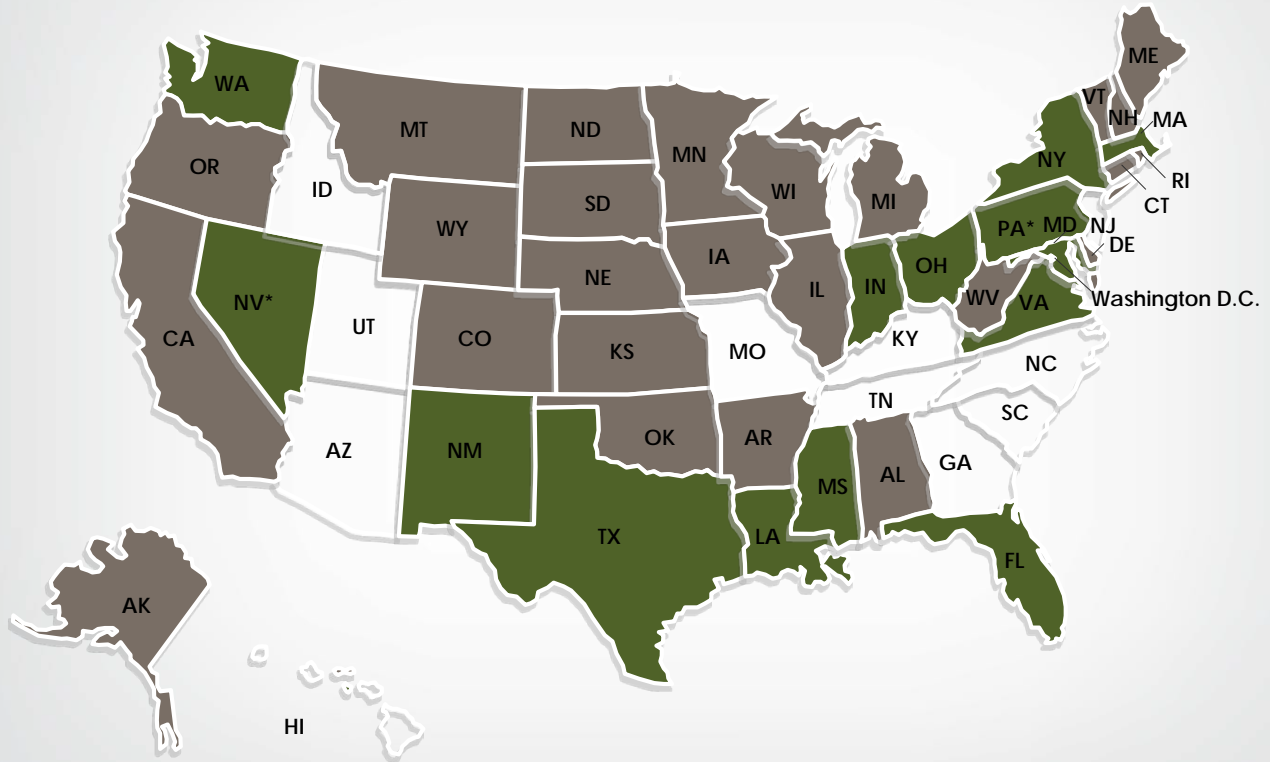 ME
WA
VT
NH
MA
MT
ND
MN
OR
NY
ID
WI
RI
MI
SD
CT
WY
PA*
MD
NJ
DE
IA
OH
NE
IL
IN
WV
NV*
VA
Washington D.C.
UT
CA
CO
KY
KS
MO
NC
TN
SC
OK
AR
AZ
NM
GA
AL
MS
TX
LA
FL
AK
HI